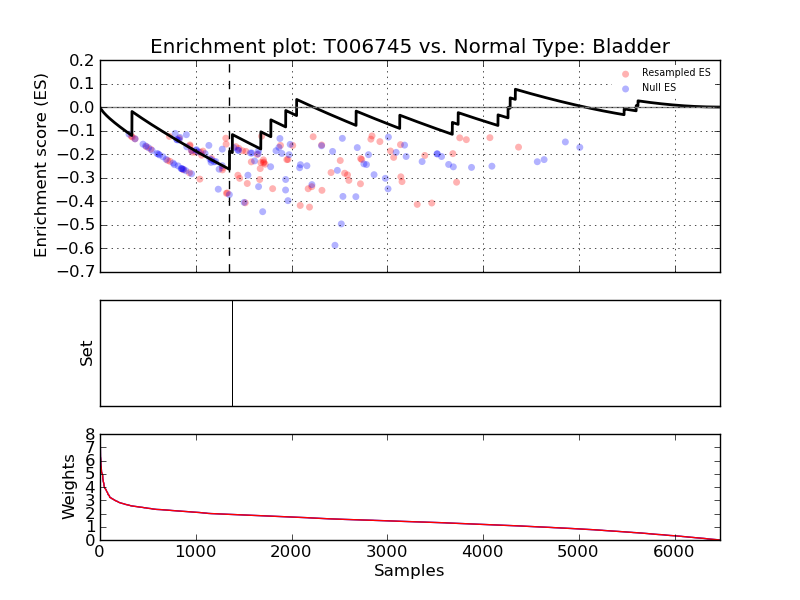 Enrichment plot: T006745 vs. Normal Type: Bladder
Enrichment score (ES)
0.2
0.1
0.0
−0.1
−0.2
−0.3
−0.4
−0.5
−0.6
−0.7
Resampled ES
Null ES
Set
Weights
8
7
6
5
4
3
2
1
0
0 1000 2000 3000 4000 5000 6000
Samples